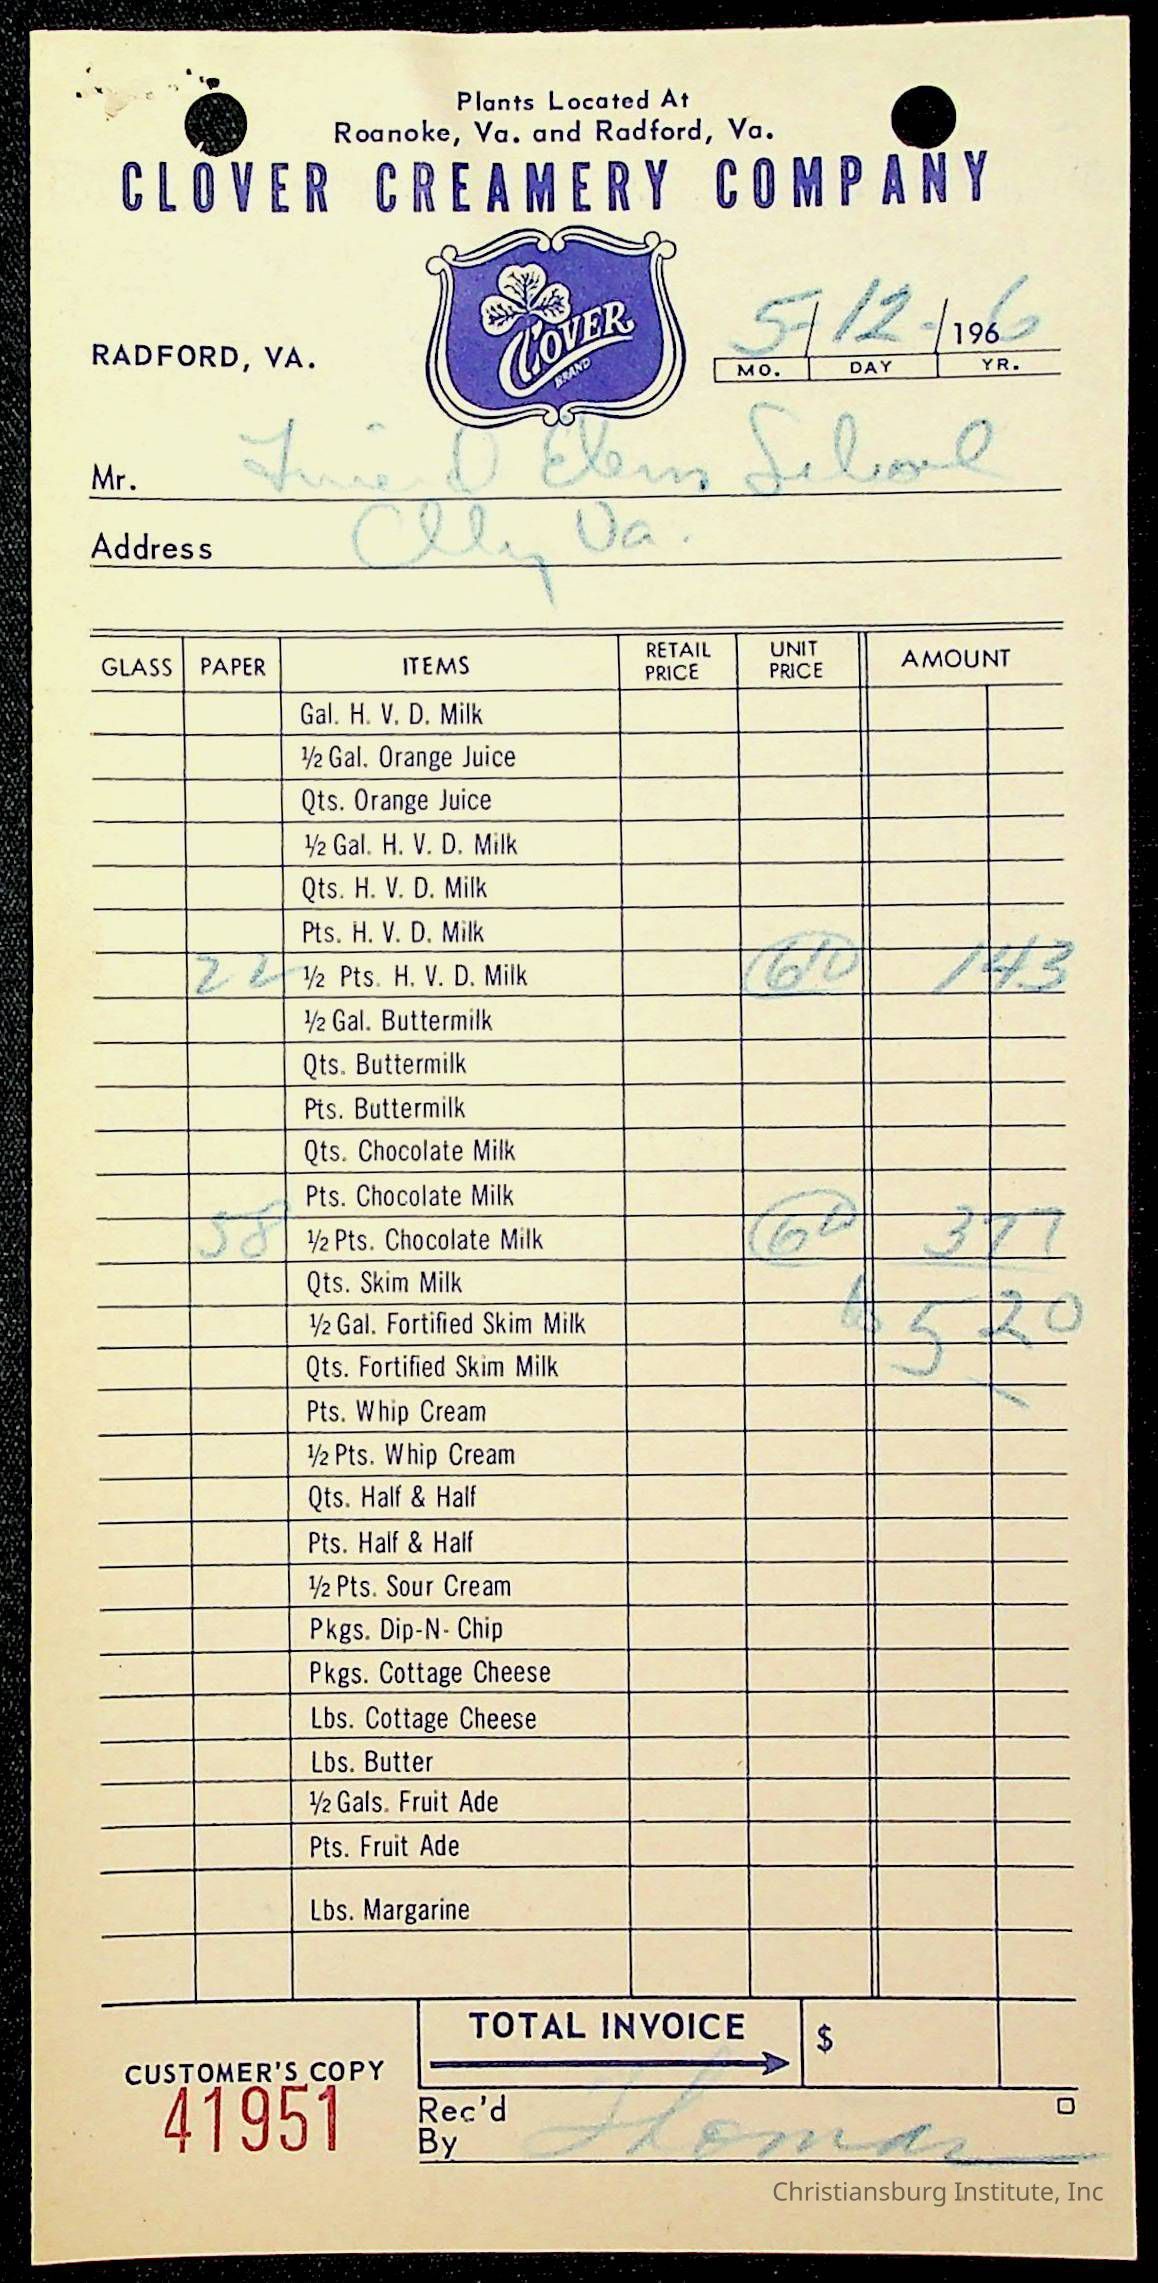 Plants Located At
Roanoke, Va. and Radford, Va.
CLOVER CREAMERY COMPANY
CLOVER
BRAND
RADFORD, VA.
5/12-/1966
MO. DAY YR.
Mr. Elem School
Address Va.
GLASS PAPER ITEMS RETAIL PRICE UNIT PRICE AMOUNT
Gal. H. V. D. Milk
½ Gal. Orange Juice
Qts. Orange Juice
½ Gal. H. V. D. Milk
Qts. H. V. D. Milk
Pts. H. V. D. Milk
22 ½ Pts. H. V. D. Milk 143
½ Gal. Buttermilk
Qts. Buttermilk
Pts. Buttermilk
Qts. Chocolate Milk
Pts. Chocolate Milk
58 ½ Pts. Chocolate Milk 377
Qts. Skim Milk
½ Gal. Fortified Skim Milk 520
Qts. Fortified Skim Milk
Pts. Whip Cream
½ Pts. Whip Cream
Qts. Half & Half
Pts. Half & Half
½ Pts. Sour Cream
Pkgs. Dip-N-Chip
Pkgs. Cottage Cheese
Lbs. Cottage Cheese
Lbs. Butter
½ Gals. Fruit Ade
Pts. Fruit Ade
Lbs. Margarine
TOTAL INVOICE $
CUSTOMER'S COPY
41951
Rec'd
By Thomas
Christiansburg Institute, Inc